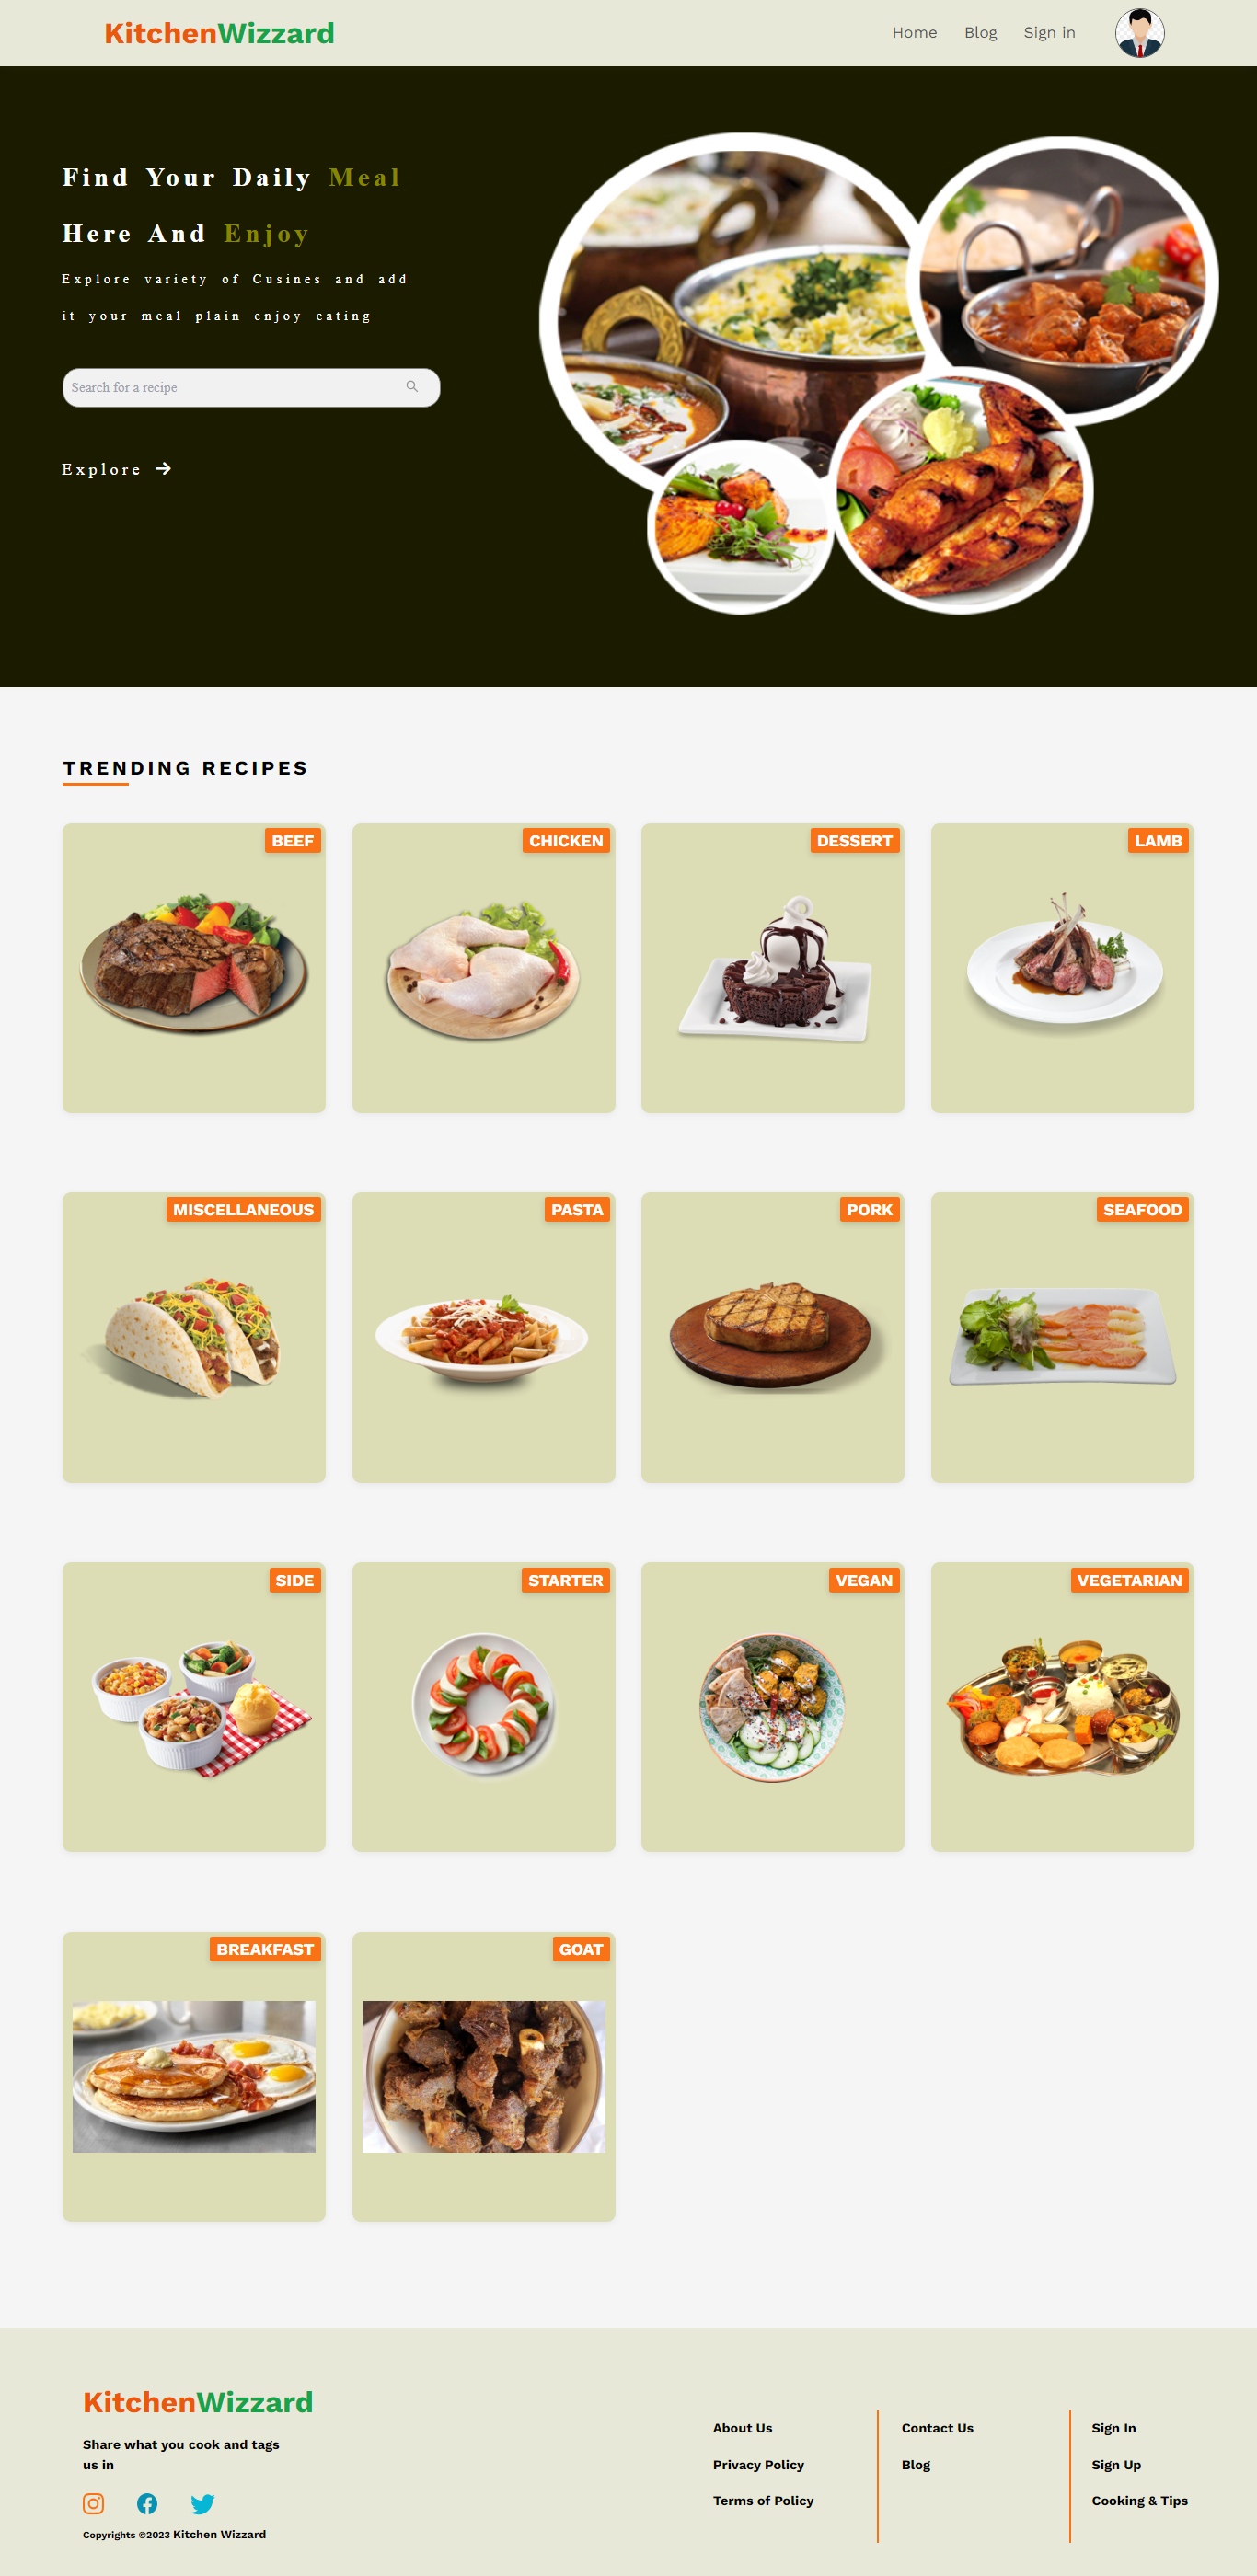 KitchenWizzard
Home Blog Sign in
Find Your Daily Meal
Here And Enjoy
Explore variety of Cusines and add
it your meal plain enjoy eating
Search for a recipe
Explore
TRENDING RECIPES
BEEF
CHICKEN
DESSERT
LAMB
MISCELLANEOUS
PASTA
PORK
SEAFOOD
SIDE
STARTER
VEGAN
VEGETARIAN
BREAKFAST
GOAT
KitchenWizzard
Share what you cook and tags
us in
Copyrights ©2023 Kitchen Wizzard
About Us
Privacy Policy
Terms of Policy
Contact Us
Blog
Sign In
Sign Up
Cooking & Tips